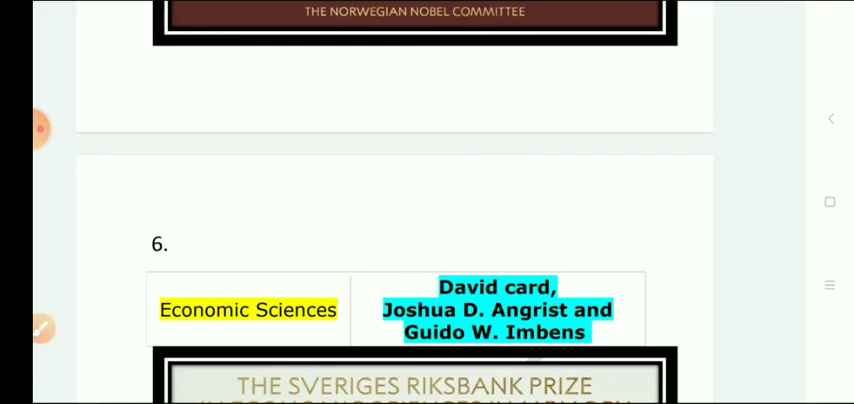 THE NORWEGIAN NOBEL COMMITTEE
6.
Economic Sciences
David card,
Joshua D. Angrist and
Guido W. Imbens
THE SVERIGES RIKSBANK PRIZE